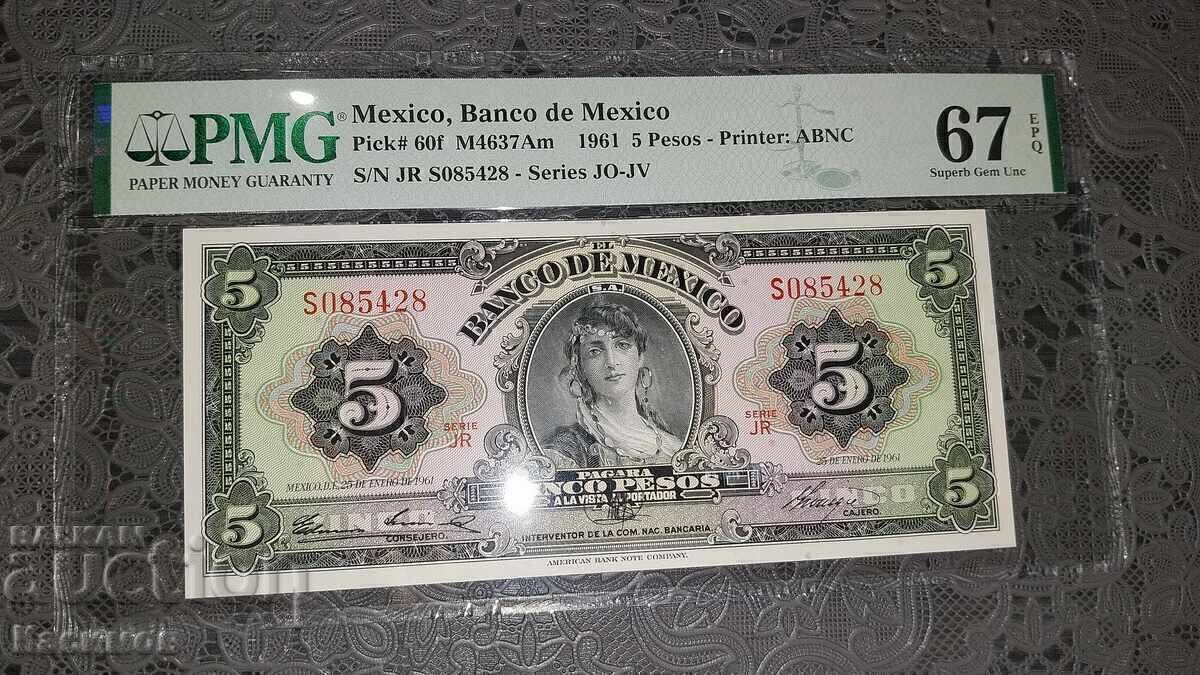 PMG®
PAPER MONEY GUARANTY
Mexico, Banco de Mexico
Pick# 60f M4637Am 1961 5 Pesos - Printer: ABNC
S/N JR S085428 - Series JO-JV
67
EPQ
Superb Gem Unc
EL
BANCO DE MEXICO
S.A.
5
5
S085428
S085428
5
5
SERIE
JR
SERIE
JR
MEXICO, D.F. 25 DE ENERO DE 1961
25 DE ENERO DE 1961
PAGARA
PESOS
A LA VISTA PORTADOR
5
5
CONSEJERO.
INTERVENTOR DE LA COM. NAC. BANCARIA.
CAJERO.
AMERICAN BANK NOTE COMPANY.
BALKAN
auction